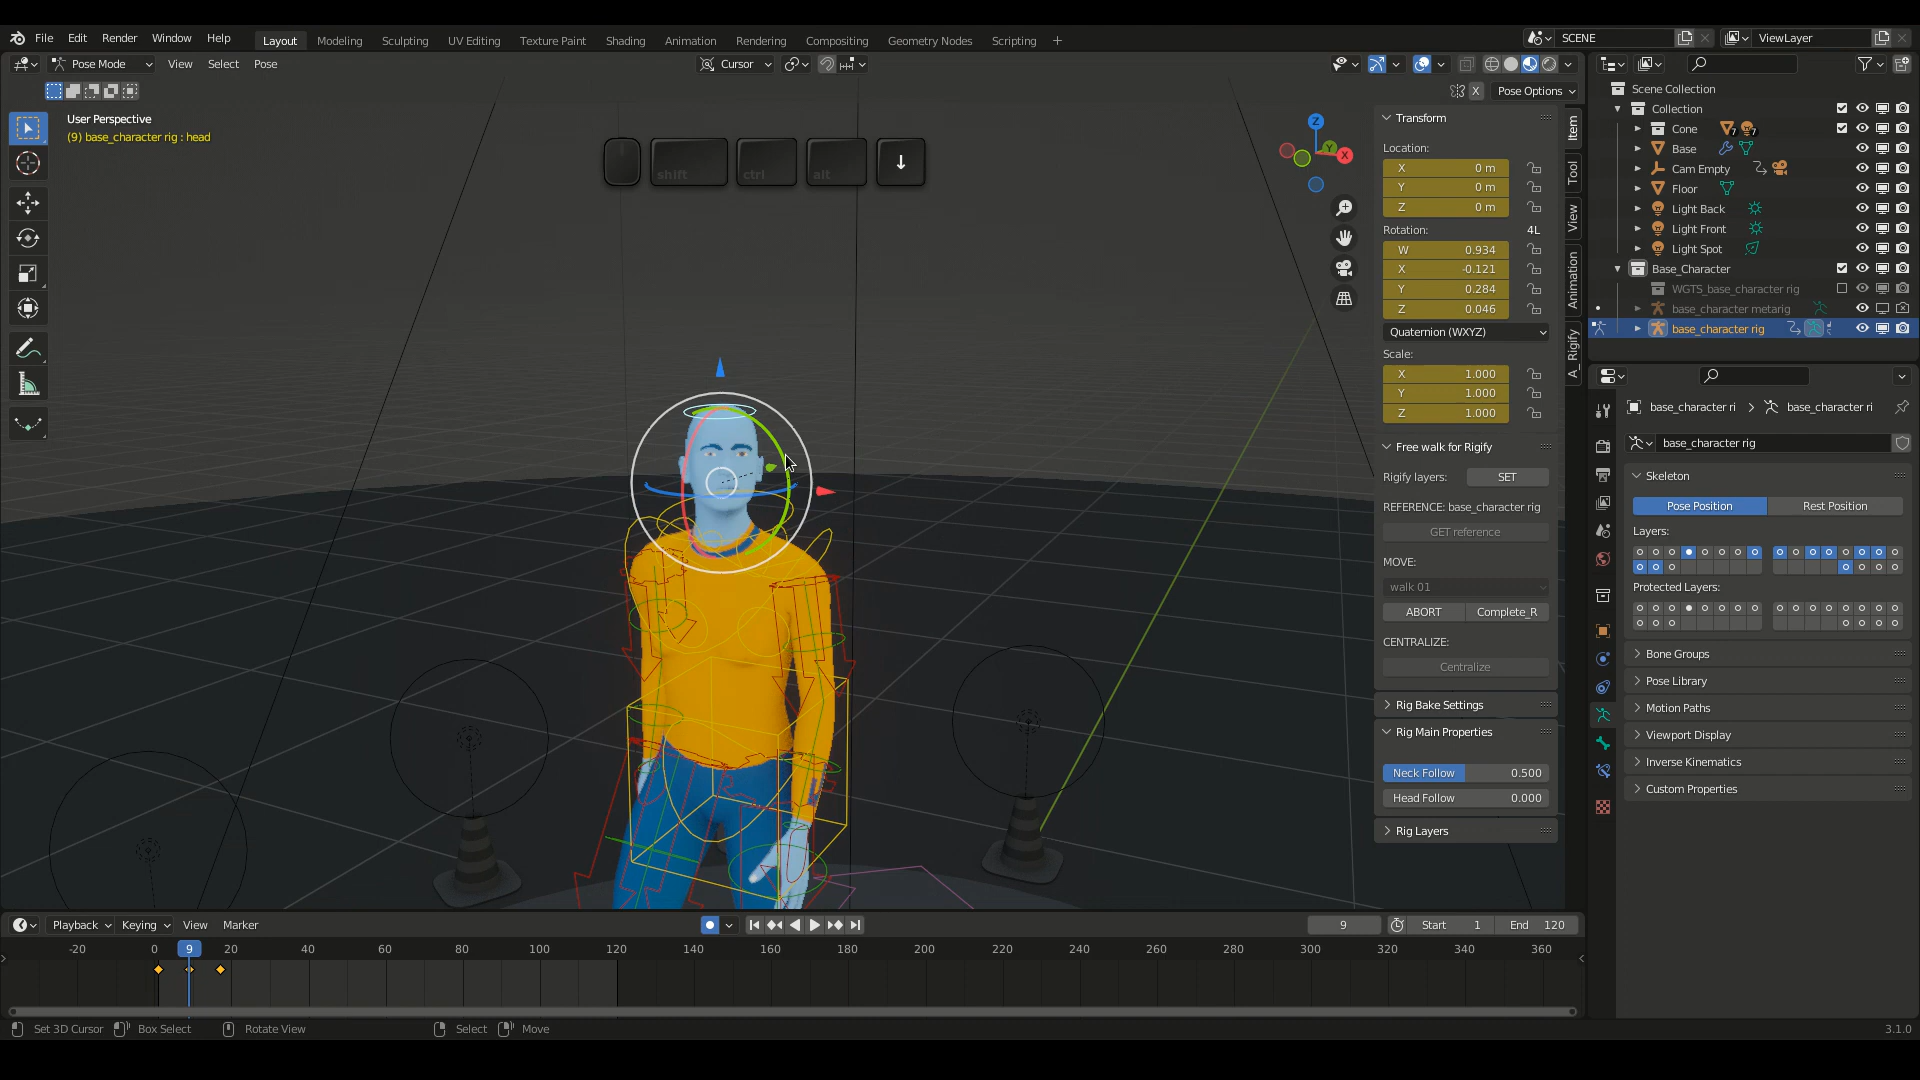 File Edit Render Window Help Layout Modeling Sculpting UV Editing Texture Paint Shading Animation Rendering Compositing Geometry Nodes Scripting + SCENE ViewLayer
Pose Mode View Select Pose Cursor
X Pose Options
User Perspective
(9) base_character rig : head
shift ctrl alt ↓
Z
Y
X
Item
Tool
View
Animation
A_Rigify
Transform
Location:
X 0 m
Y 0 m
Z 0 m
Rotation: 4L
W 0.934
X -0.121
Y 0.284
Z 0.046
Quaternion (WXYZ)
Scale:
X 1.000
Y 1.000
Z 1.000
Free walk for Rigify
Rigify layers: SET
REFERENCE: base_character rig
GET reference
MOVE:
walk 01
ABORT Complete_R
CENTRALIZE:
Centralize
Rig Bake Settings
Rig Main Properties
Neck Follow 0.500
Head Follow 0.000
Rig Layers
Scene Collection
Collection
Cone 7 7
Base
Cam Empty
Floor
Light Back
Light Front
Light Spot
Base_Character
WGTS_base_character rig
base_character metarig
base_character rig
base_character ri > base_character ri
base_character rig
Skeleton
Pose Position Rest Position
Layers:
Protected Layers:
Bone Groups
Pose Library
Motion Paths
Viewport Display
Inverse Kinematics
Custom Properties
Playback Keying View Marker 9 Start 1 End 120
-20 0 9 20 40 60 80 100 120 140 160 180 200 220 240 260 280 300 320 340 360
Set 3D Cursor Box Select Rotate View Select Move 3.1.0